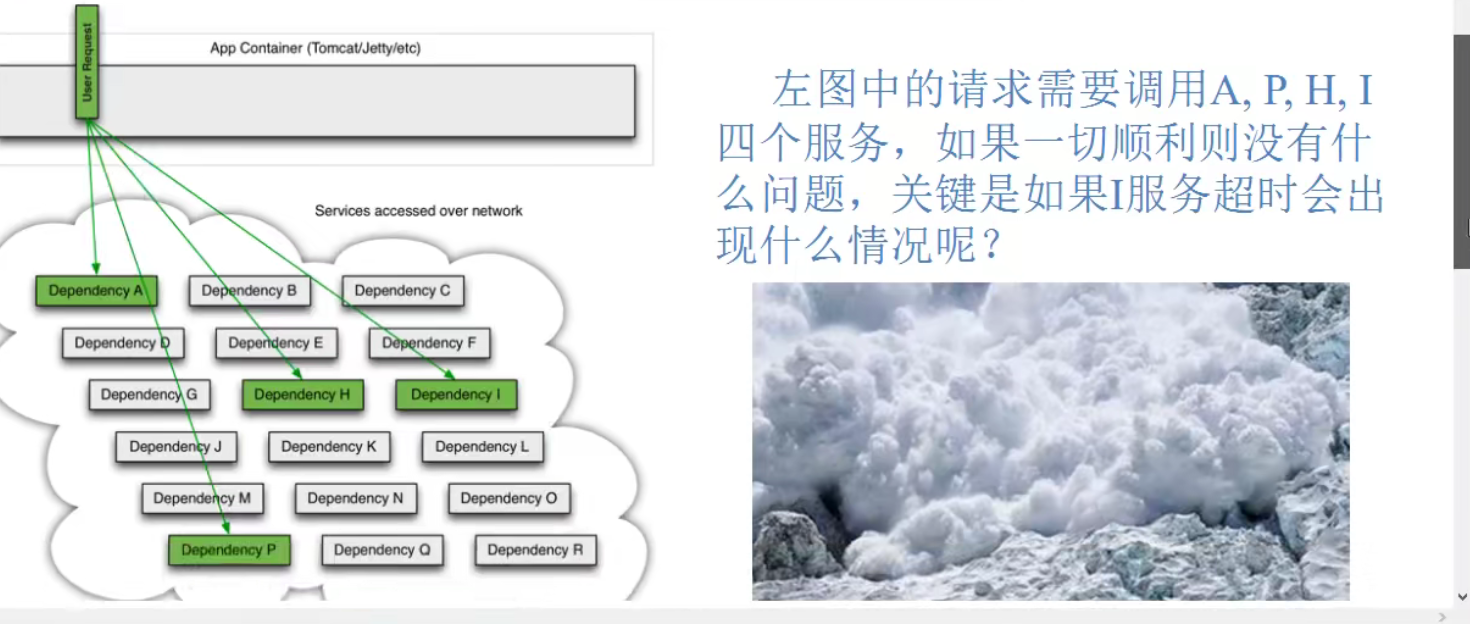 User Request
App Container (Tomcat/Jetty/etc)
Services accessed over network
Dependency A
Dependency B
Dependency C
Dependency D
Dependency E
Dependency F
Dependency G
Dependency H
Dependency I
Dependency J
Dependency K
Dependency L
Dependency M
Dependency N
Dependency O
Dependency P
Dependency Q
Dependency R
左图中的请求需要调用A, P, H, I
四个服务，如果一切顺利则没有什
么问题，关键是如果I服务超时会出
现什么情况呢？